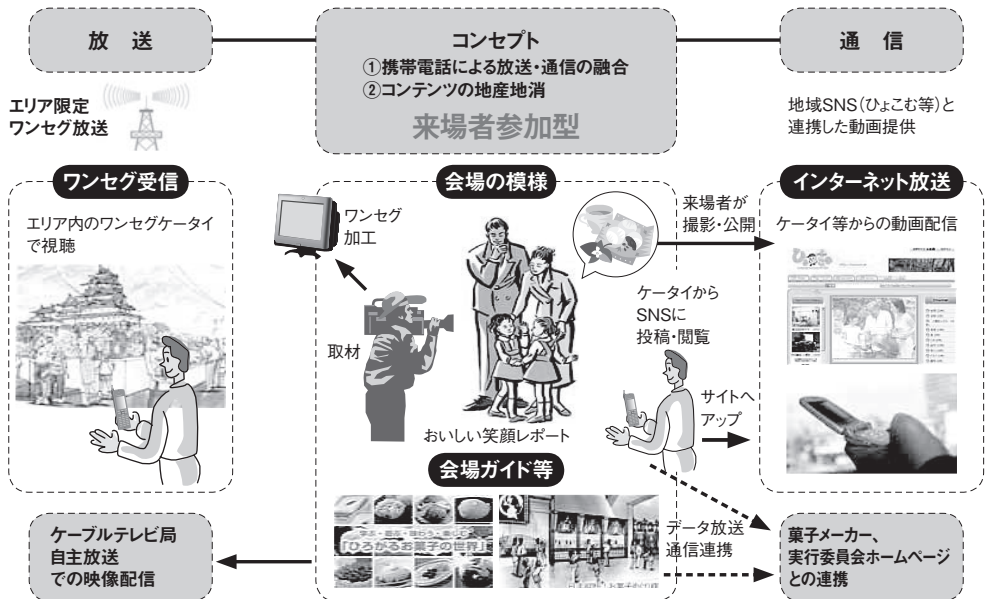 放 送
コンセプト
①携帯電話による放送・通信の融合
②コンテンツの地産地消
来場者参加型
通 信
エリア限定
ワンセグ放送
地域SNS（ひょこむ等）と
連携した動画提供
ワンセグ受信
エリア内のワンセグケータイ
で視聴
会場の模様
ワンセグ
加工
取材
おいしい笑顔レポート
来場者が
撮影・公開
ケータイから
SNSに
投稿・閲覧
サイトへ
アップ
インターネット放送
ケータイ等からの動画配信
会場ガイド等
「ひろがるお菓子の世界」
データ放送
通信連携
ケーブルテレビ局
自主放送
での映像配信
菓子メーカー、
実行委員会ホームページ
との連携